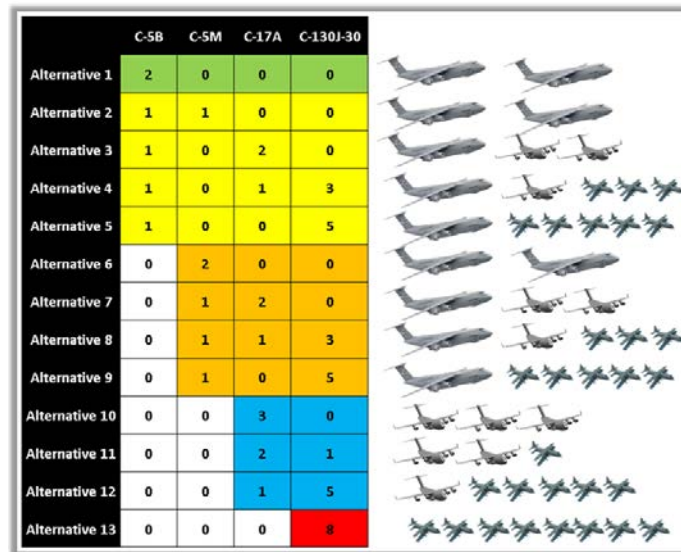 C-5B C-5M C-17A C-130J-30
Alternative 1 2 0 0 0
Alternative 2 1 1 0 0
Alternative 3 1 0 2 0
Alternative 4 1 0 1 3
Alternative 5 1 0 0 5
Alternative 6 0 2 0 0
Alternative 7 0 1 2 0
Alternative 8 0 1 1 3
Alternative 9 0 1 0 5
Alternative 10 0 0 3 0
Alternative 11 0 0 2 1
Alternative 12 0 0 1 5
Alternative 13 0 0 0 8